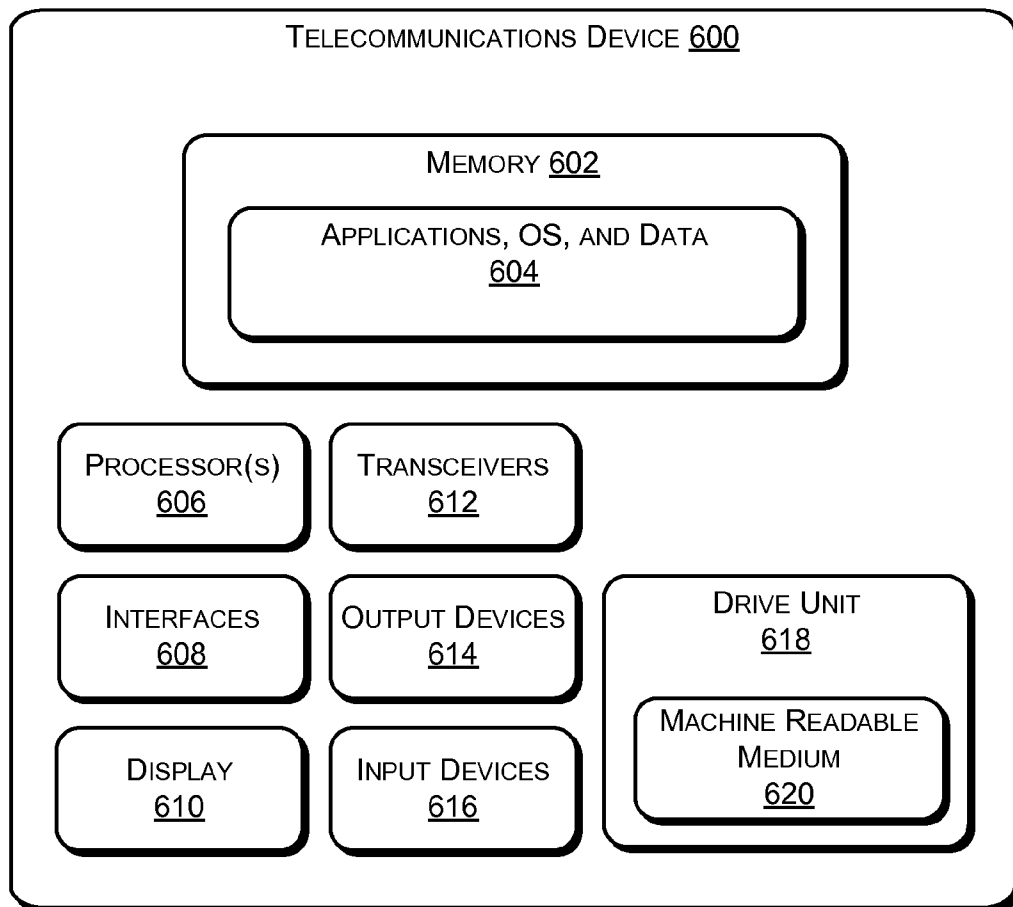 TELECOMMUNICATIONS DEVICE 600
MEMORY 602
APPLICATIONS, OS, AND DATA
604
PROCESSOR(S)
606
TRANSCEIVERS
612
INTERFACES
608
OUTPUT DEVICES
614
DRIVE UNIT
618
DISPLAY
610
INPUT DEVICES
616
MACHINE READABLE
MEDIUM
620